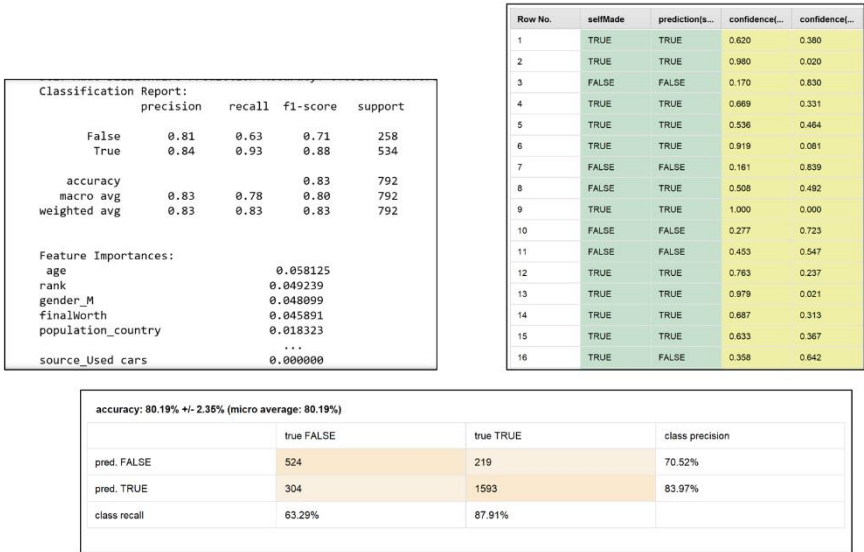 Classification Report:
precision recall f1-score support
False 0.81 0.63 0.71 258
True 0.84 0.93 0.88 534
accuracy 0.83 792
macro avg 0.83 0.78 0.80 792
weighted avg 0.83 0.83 0.83 792
Feature Importances:
age 0.058125
rank 0.049239
gender_M 0.048099
finalWorth 0.045891
population_country 0.018323
...
source_Used cars 0.000000
Row No. selfMade prediction(s... confidence(... confidence(...
1 TRUE TRUE 0.620 0.380
2 TRUE TRUE 0.980 0.020
3 FALSE FALSE 0.170 0.830
4 TRUE TRUE 0.669 0.331
5 TRUE TRUE 0.536 0.464
6 TRUE TRUE 0.919 0.081
7 FALSE FALSE 0.161 0.839
8 FALSE TRUE 0.508 0.492
9 TRUE TRUE 1.000 0.000
10 FALSE FALSE 0.277 0.723
11 FALSE FALSE 0.453 0.547
12 TRUE TRUE 0.763 0.237
13 TRUE TRUE 0.979 0.021
14 TRUE TRUE 0.687 0.313
15 TRUE TRUE 0.633 0.367
16 TRUE FALSE 0.358 0.642
accuracy: 80.19% +/- 2.35% (micro average: 80.19%)
true FALSE true TRUE class precision
pred. FALSE 524 219 70.52%
pred. TRUE 304 1593 83.97%
class recall 63.29% 87.91%